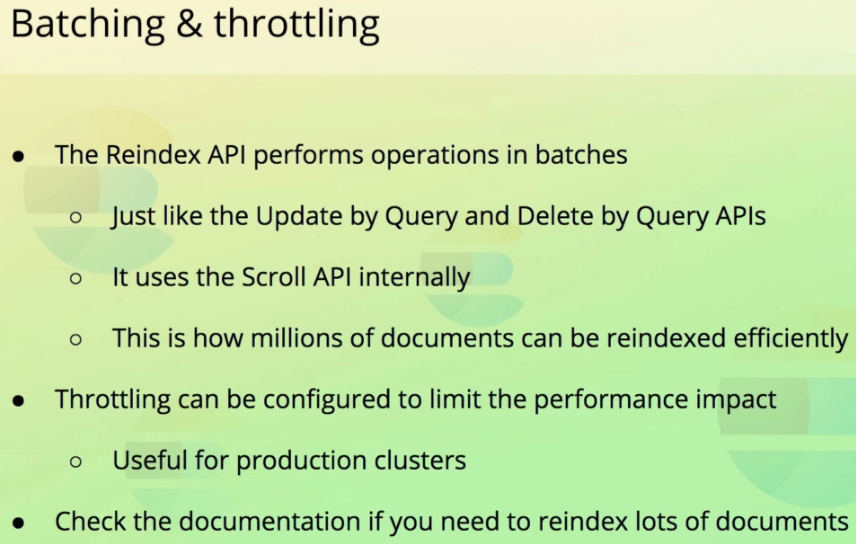 Batching & throttling
● The Reindex API performs operations in batches
○ Just like the Update by Query and Delete by Query APIs
○ It uses the Scroll API internally
○ This is how millions of documents can be reindexed efficiently
● Throttling can be configured to limit the performance impact
○ Useful for production clusters
● Check the documentation if you need to reindex lots of documents